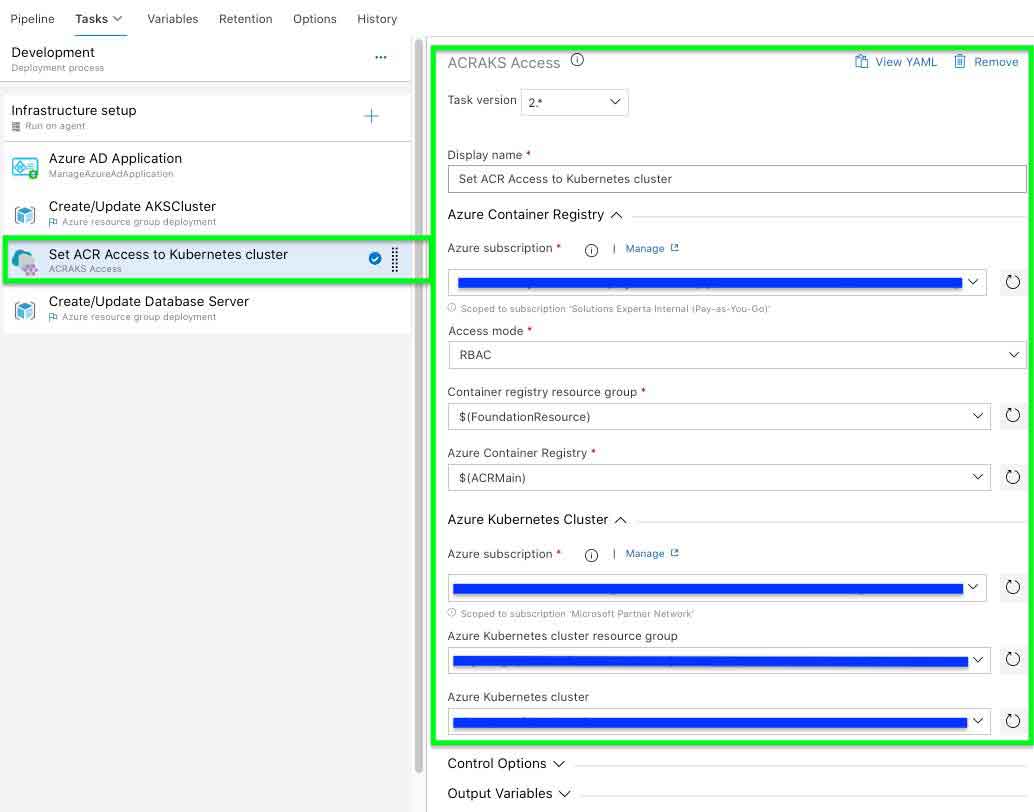 Pipeline Tasks Variables Retention Options History
Development
Deployment process
Infrastructure setup
Run on agent
Azure AD Application
ManageAzureAdApplication
Create/Update AKSCluster
Azure resource group deployment
Set ACR Access to Kubernetes cluster
ACRAKS Access
Create/Update Database Server
Azure resource group deployment
ACRAKS Access
View YAML Remove
Task version 2.*
Display name *
Set ACR Access to Kubernetes cluster
Azure Container Registry
Azure subscription * | Manage
Scoped to subscription 'Solutions Experta Internal (Pay-as-You-Go)'
Access mode *
RBAC
Container registry resource group *
$(FoundationResource)
Azure Container Registry *
$(ACRMain)
Azure Kubernetes Cluster
Azure subscription * | Manage
Scoped to subscription 'Microsoft Partner Network'
Azure Kubernetes cluster resource group
Azure Kubernetes cluster
Control Options
Output Variables